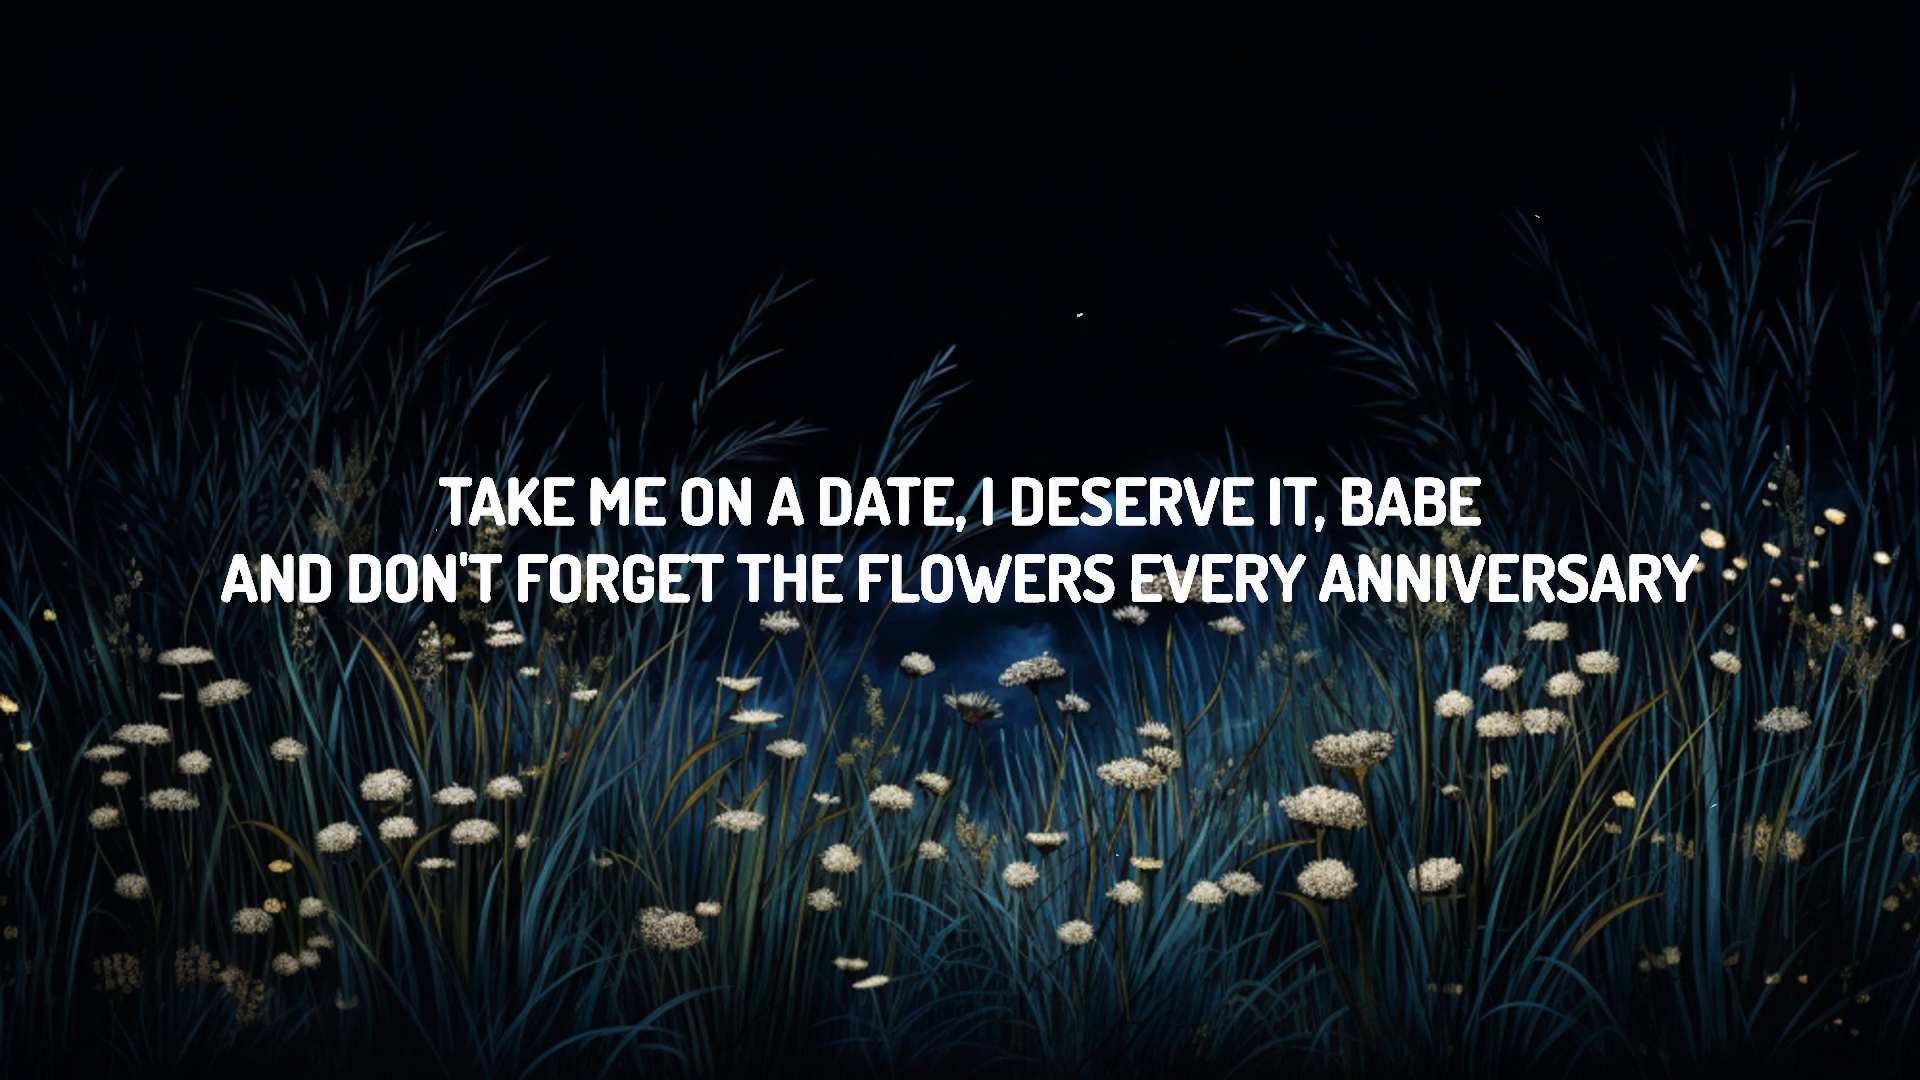 TAKE ME ON A DATE, I DESERVE IT, BABE
AND DON'T FORGET THE FLOWERS EVERY ANNIVERSARY